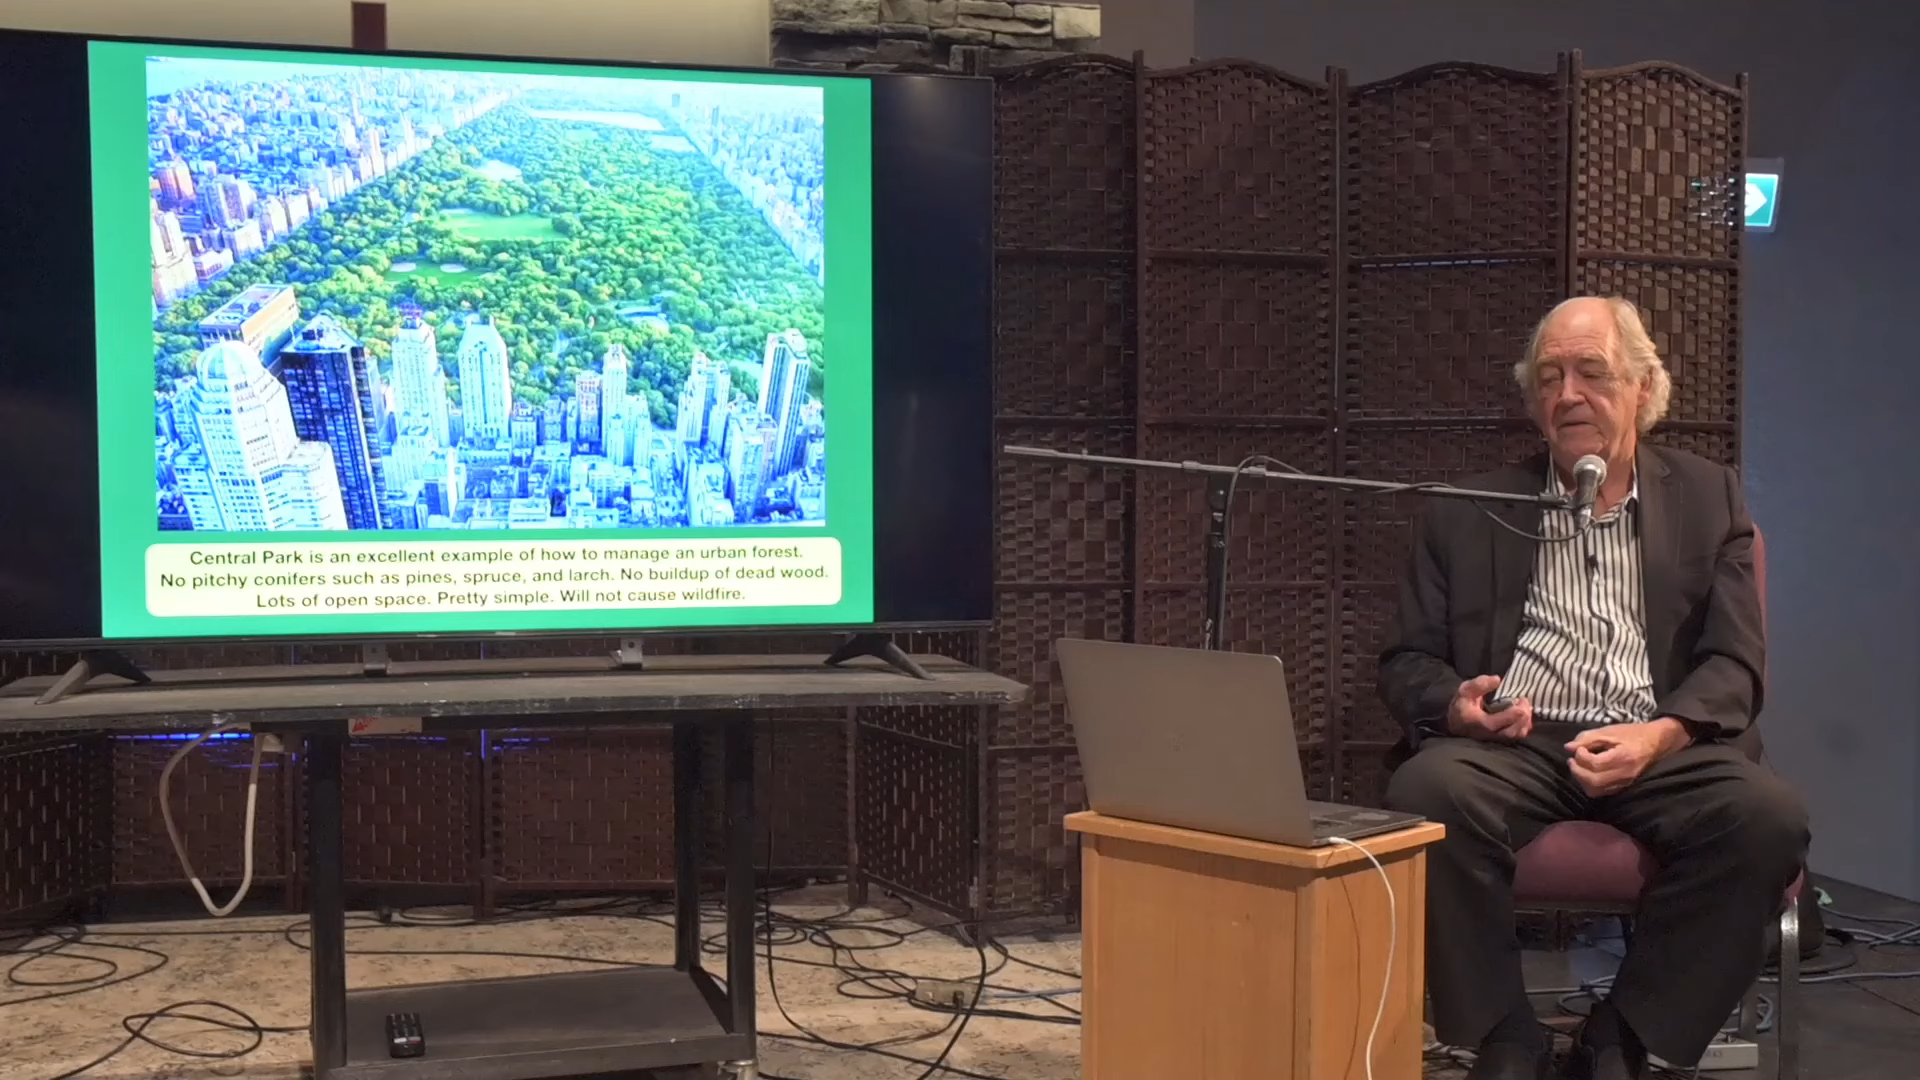 Central Park is an excellent example of how to manage an urban forest.
No pitchy conifers such as pines, spruce, and larch. No buildup of dead wood.
Lots of open space. Pretty simple. Will not cause wildfire.